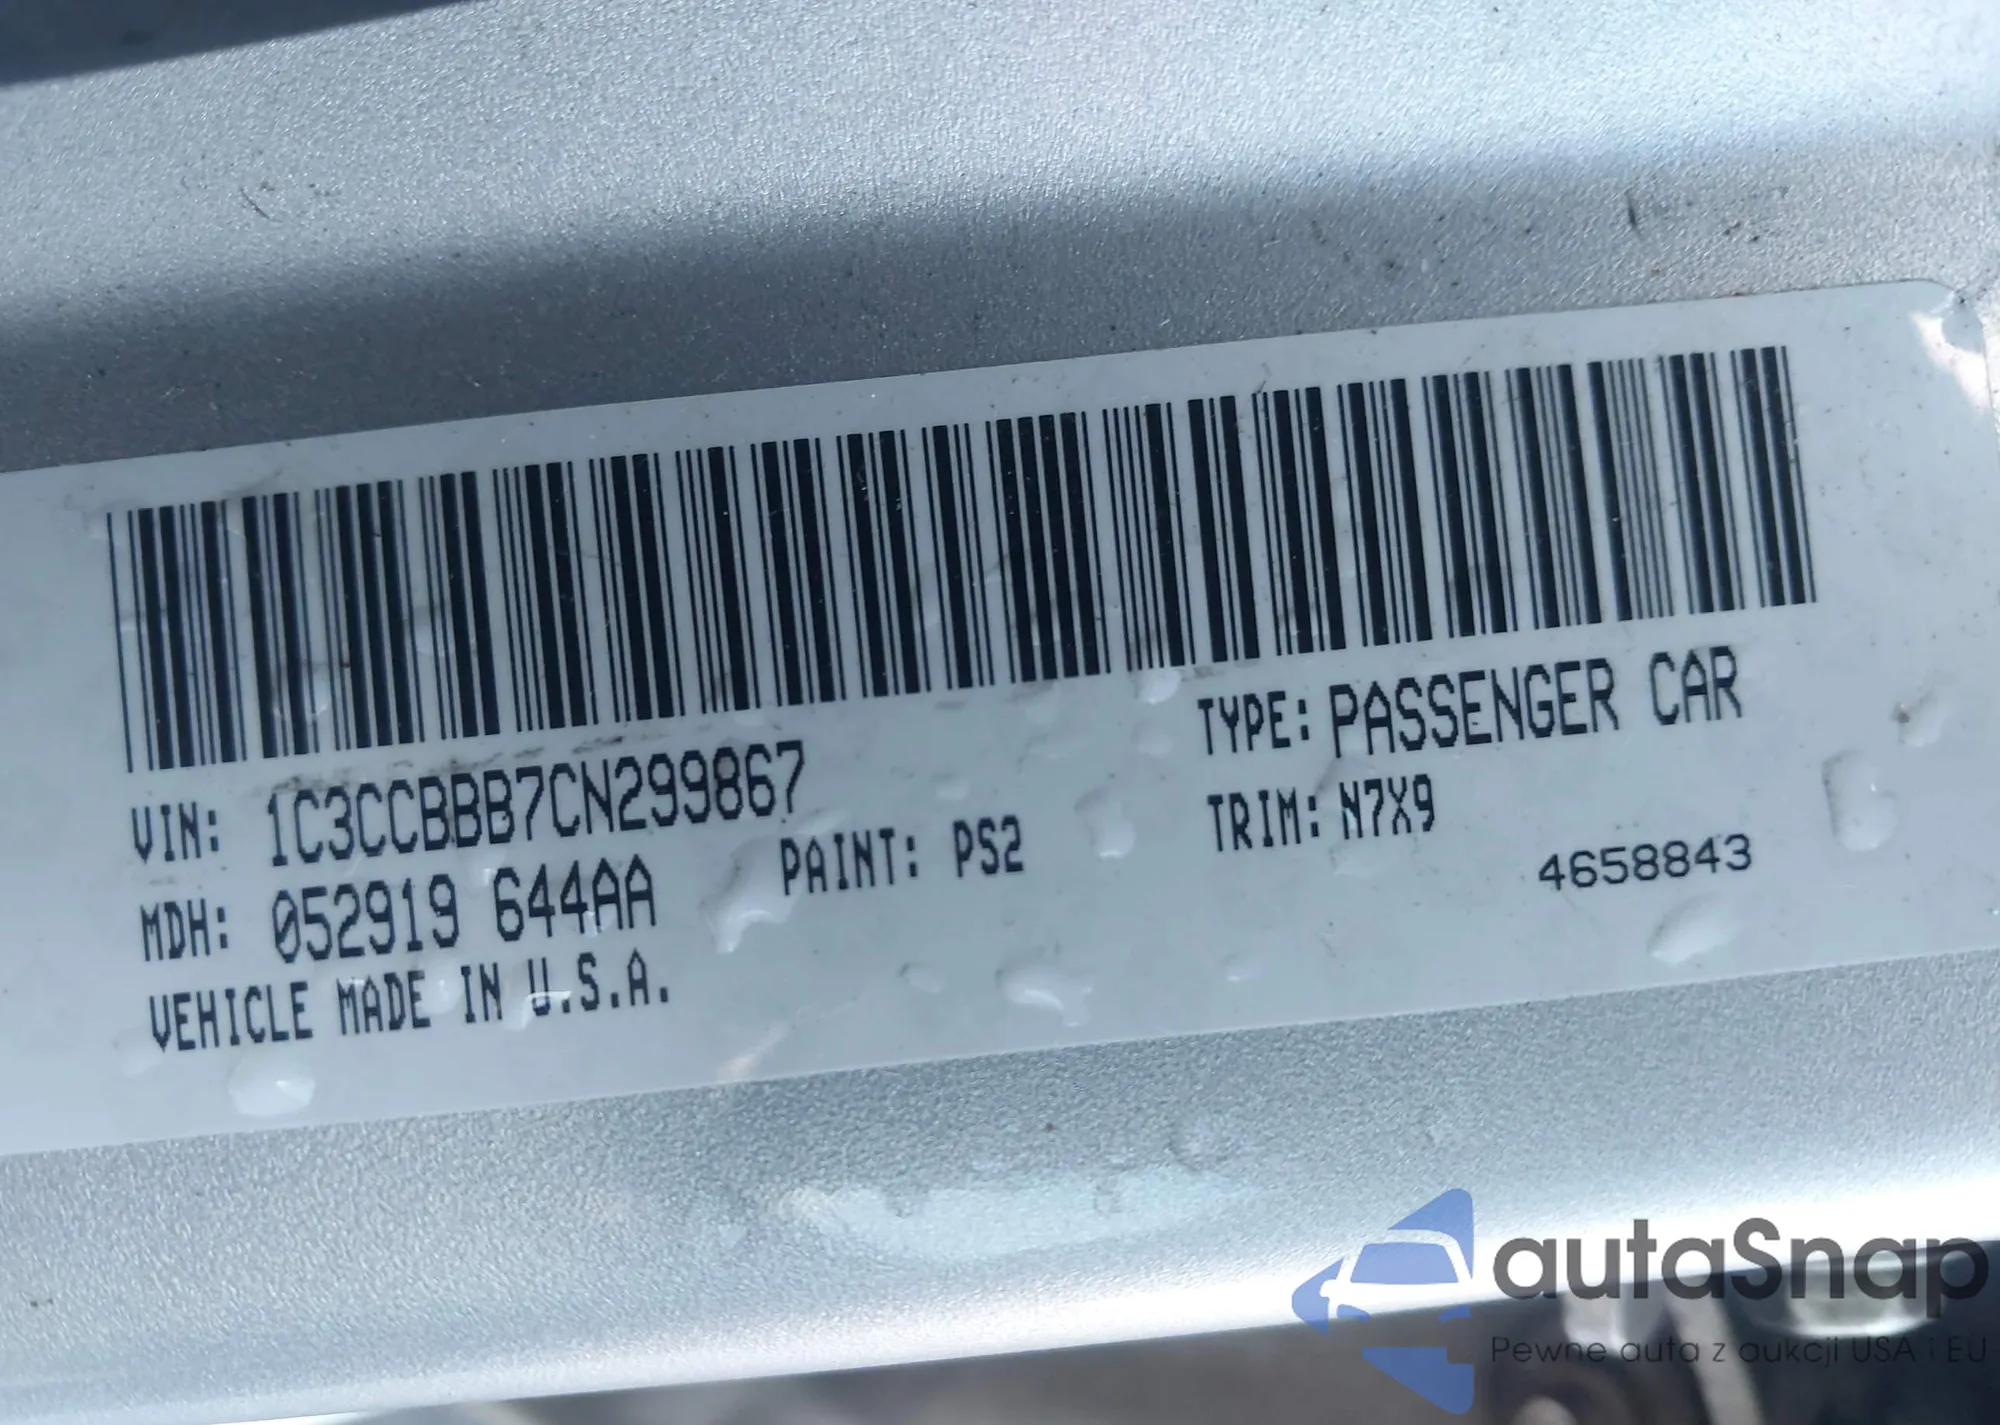 VIN: 1C3CCBBB7CN299867
TYPE: PASSENGER CAR
MDH: 052919 644AA
PAINT: PS2
TRIM: N7X9
VEHICLE MADE IN U.S.A.
4658843
autaSnap
Pewne auta z aukcji USA i EU